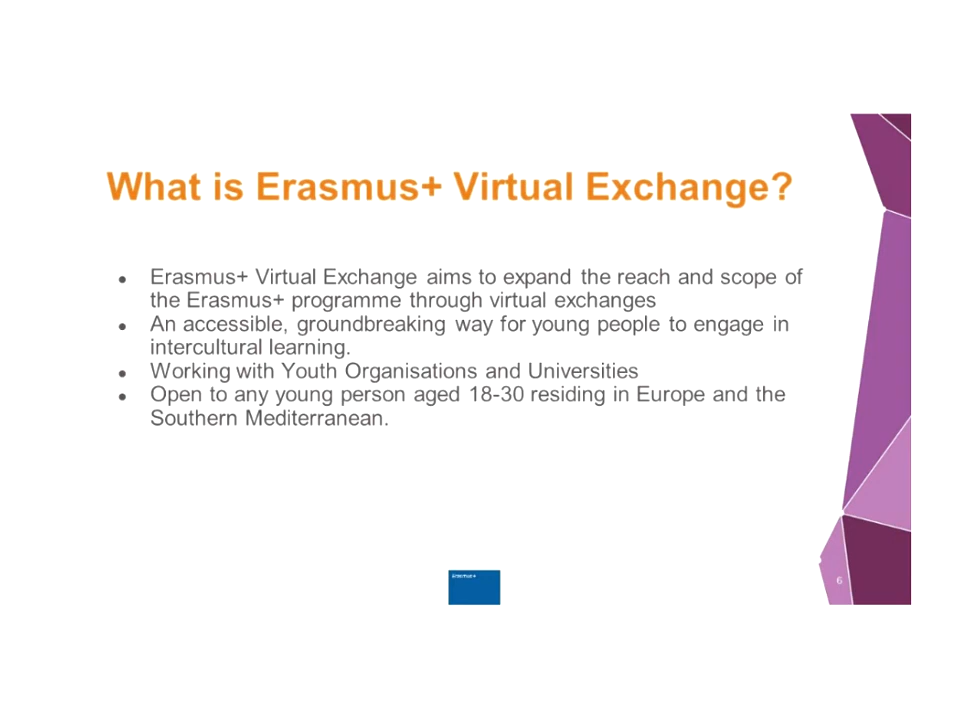 What is Erasmus+ Virtual Exchange?
● Erasmus+ Virtual Exchange aims to expand the reach and scope of
the Erasmus+ programme through virtual exchanges
● An accessible, groundbreaking way for young people to engage in
intercultural learning.
● Working with Youth Organisations and Universities
● Open to any young person aged 18-30 residing in Europe and the
Southern Mediterranean.
Erasmus+
6